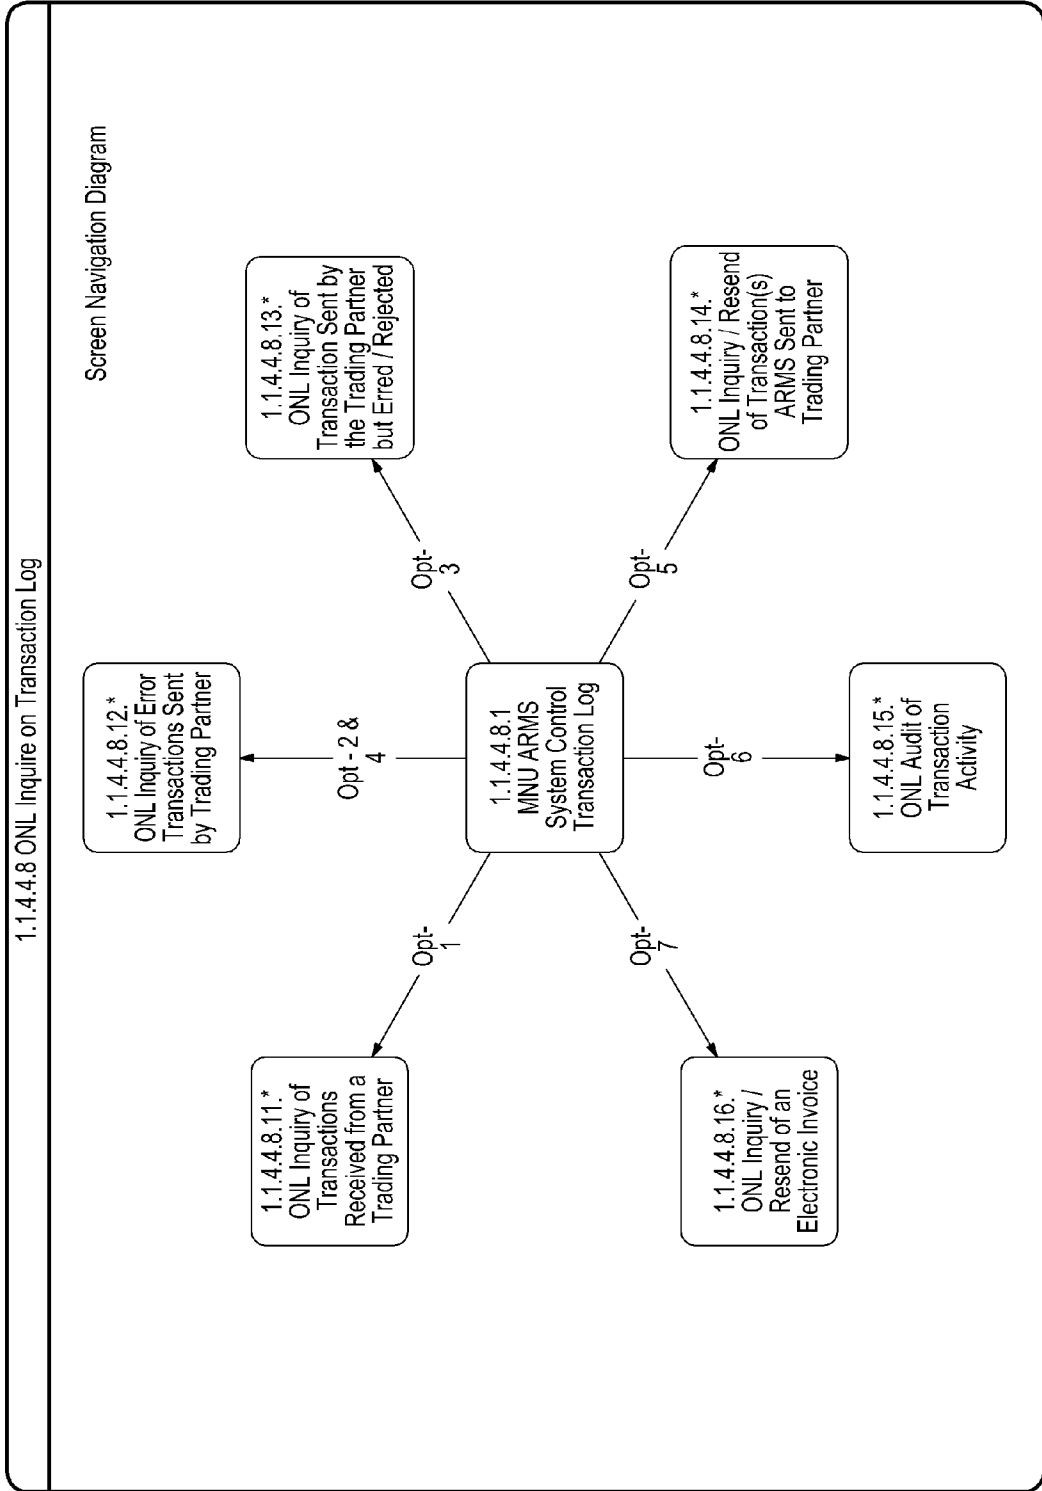 1.1.4.4.8 ONL Inquire on Transaction Log
Screen Navigation Diagram
1.1.4.4.8.12.*
ONL Inquiry of Error
Transactions Sent
by Trading Partner
1.1.4.4.8.11.*
ONL Inquiry of
Transactions
Received from a
Trading Partner
1.1.4.4.8.13.*
ONL Inquiry of
Transaction Sent by
the Trading Partner
but Erred / Rejected
Opt - 2 &
4
Opt-
1
Opt-
3
1.1.4.4.8.1
MNU ARMS
System Control
Transaction Log
Opt-
7
Opt-
6
Opt-
5
1.1.4.4.8.16.*
ONL Inquiry /
Resend of an
Electronic Invoice
1.1.4.4.8.15.*
ONL Audit of
Transaction
Activity
1.1.4.4.8.14.*
ONL Inquiry / Resend
of Transaction(s)
ARMS Sent to
Trading Partner